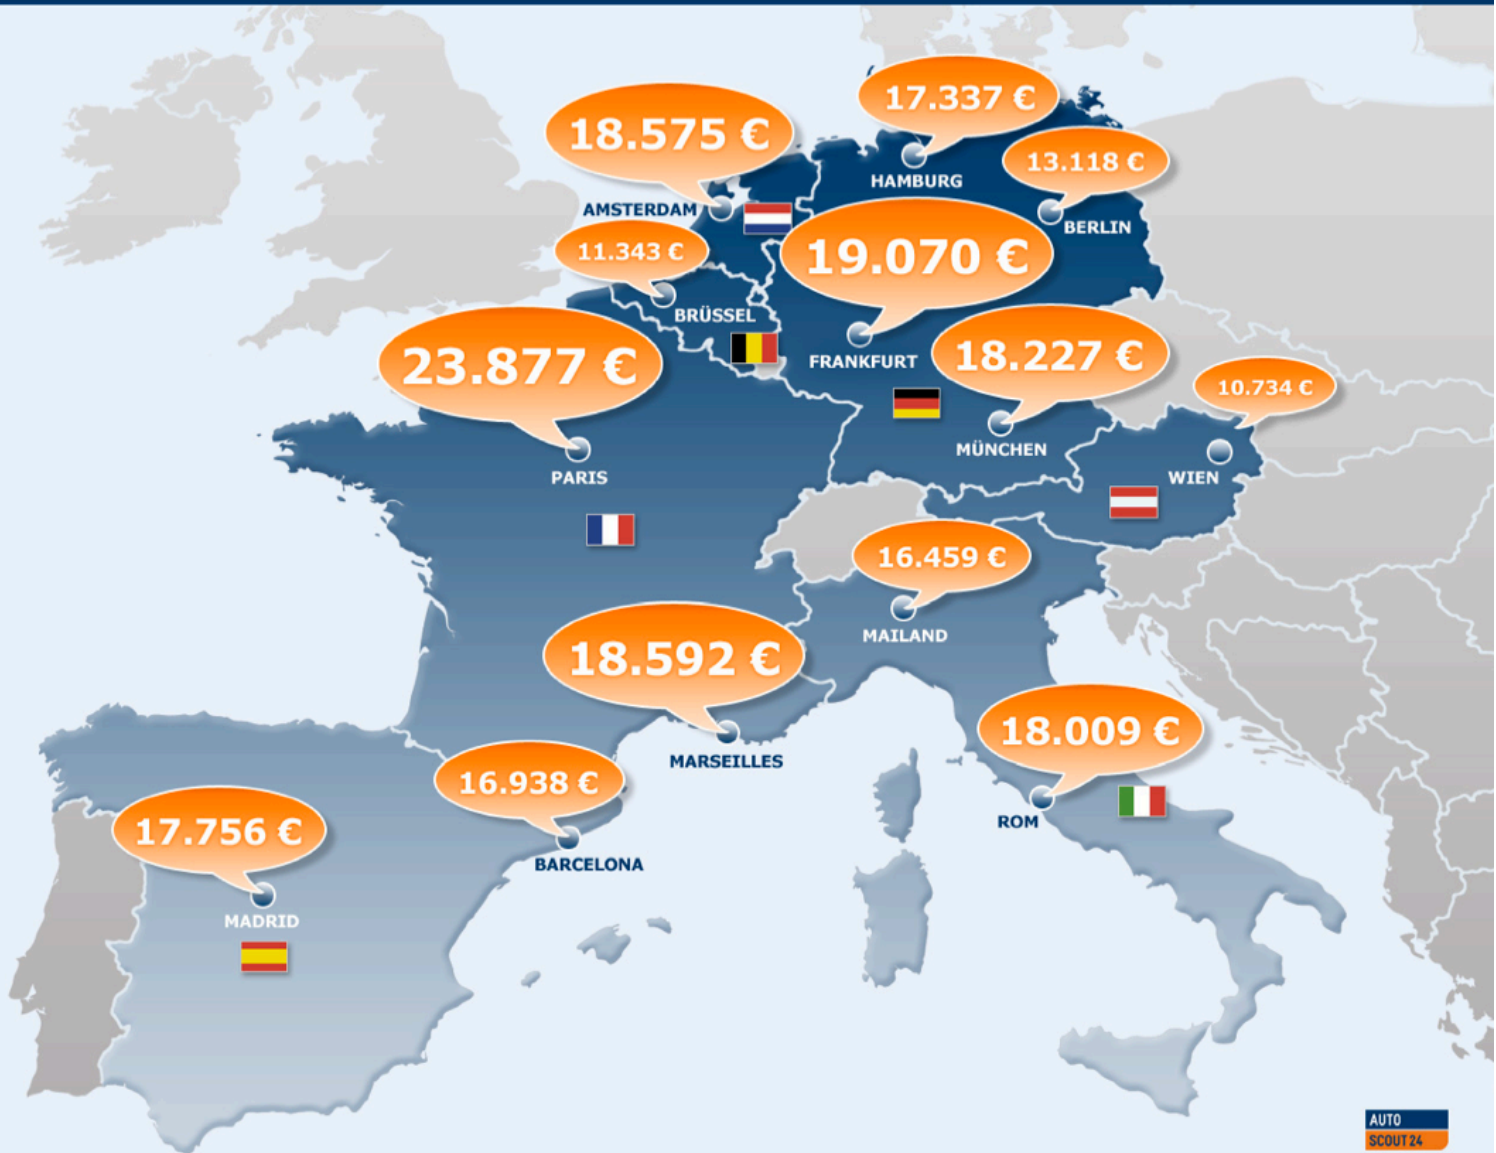 17.337 €
18.575 €
13.118 €
HAMBURG
AMSTERDAM
BERLIN
11.343 €
19.070 €
BRÜSSEL
23.877 €
FRANKFURT
18.227 €
10.734 €
MÜNCHEN
PARIS
WIEN
16.459 €
MAILAND
18.592 €
18.009 €
MARSEILLES
16.938 €
ROM
17.756 €
BARCELONA
MADRID
AUTO
SCOUT24